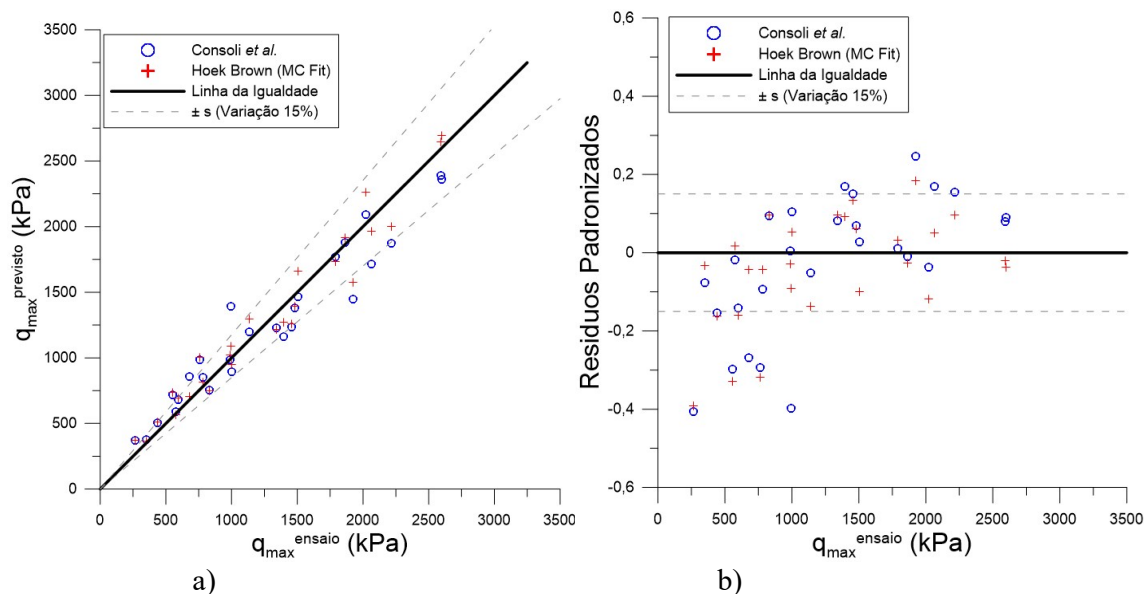 3500
3000
2500
2000
1500
1000
500
0
q_max^previsto (kPa)
Consoli et al.
Hoek Brown (MC Fit)
Linha da Igualdade
± s (Variação 15%)
0 500 1000 1500 2000 2500 3000 3500
q_max^ensaio (kPa)
a)
0,6
0,4
0,2
0
-0,2
-0,4
-0,6
Residuos Padronizados
Consoli et al.
Hoek Brown (MC Fit)
Linha da Igualdade
± s (Variação 15%)
0 500 1000 1500 2000 2500 3000 3500
q_max^ensaio (kPa)
b)